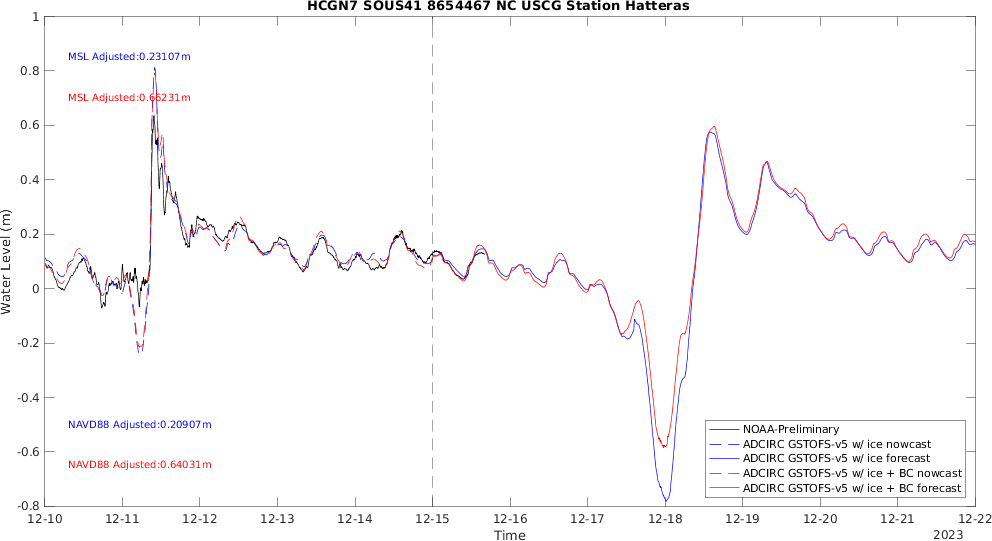 HCGN7 SOUS41 8654467 NC USCG Station Hatteras
Water Level (m)
1
0.8
0.6
0.4
0.2
0
-0.2
-0.4
-0.6
-0.8
MSL Adjusted:0.23107m
MSL Adjusted:0.66231m
NAVD88 Adjusted:0.20907m
NAVD88 Adjusted:0.64031m
NOAA-Preliminary
ADCIRC GSTOFS-v5 w/ ice nowcast
ADCIRC GSTOFS-v5 w/ ice forecast
ADCIRC GSTOFS-v5 w/ ice + BC nowcast
ADCIRC GSTOFS-v5 w/ ice + BC forecast
12-10 12-11 12-12 12-13 12-14 12-15 12-16 12-17 12-18 12-19 12-20 12-21 12-22
Time
2023